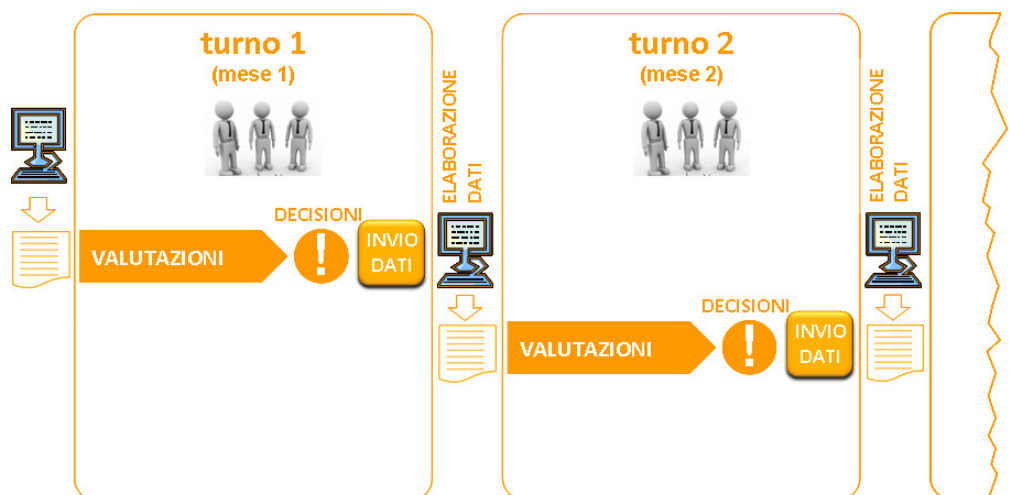 turno 1
(mese 1)
VALUTAZIONI
DECISIONI
!
INVIO
DATI
ELABORAZIONE
DATI
turno 2
(mese 2)
VALUTAZIONI
DECISIONI
!
INVIO
DATI
ELABORAZIONE
DATI